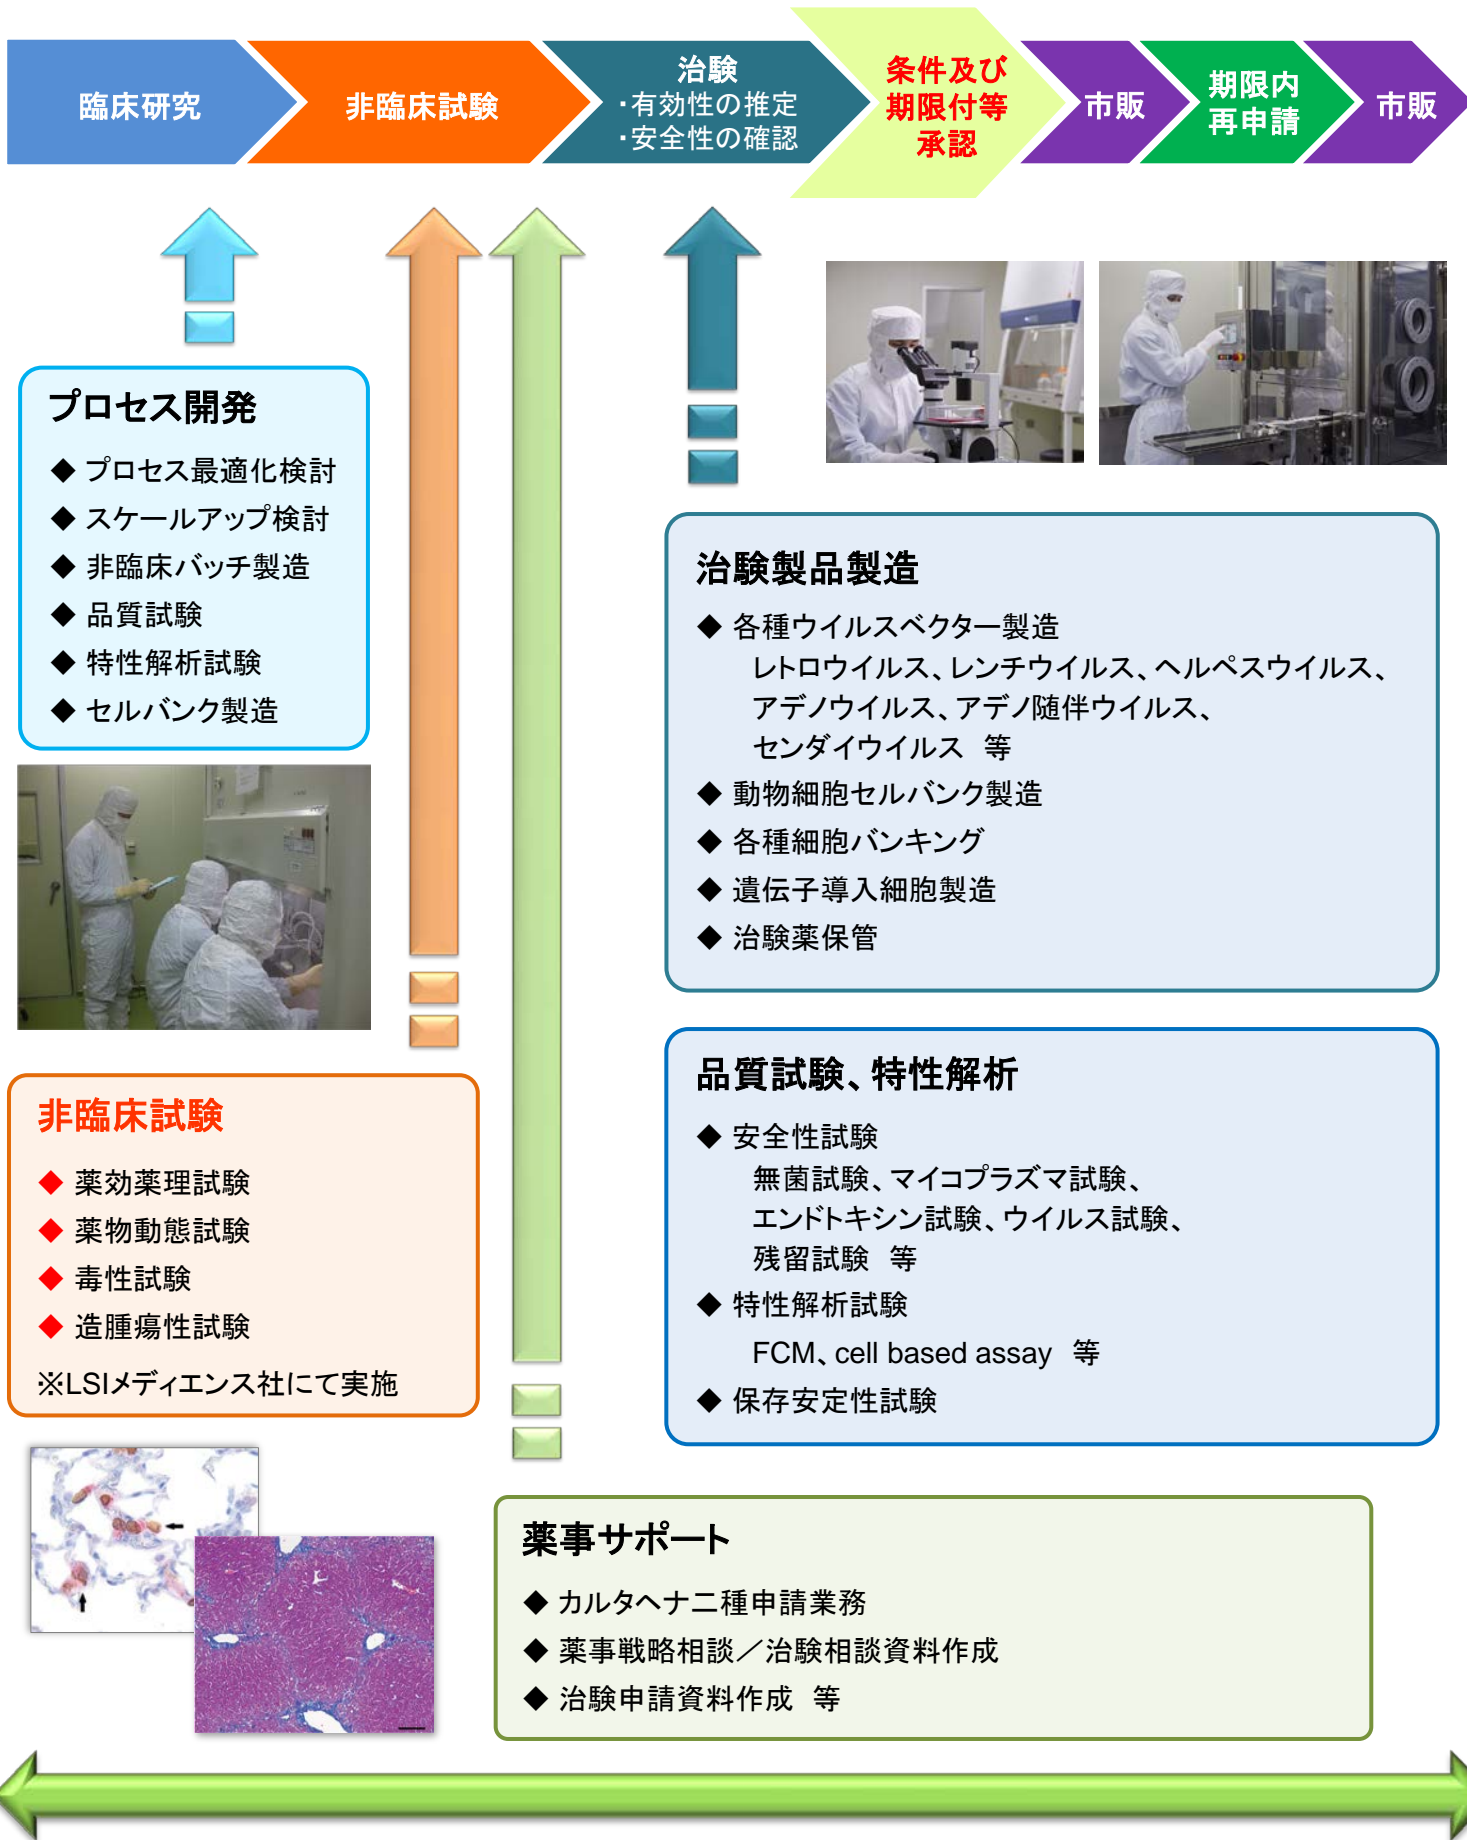 臨床研究
非臨床試験
治験
・有効性の推定
・安全性の確認
条件及び
期限付等
承認
市販
期限内
再申請
市販
プロセス開発
◆ プロセス最適化検討
◆ スケールアップ検討
◆ 非臨床バッチ製造
◆ 品質試験
◆ 特性解析試験
◆ セルバンク製造
治験製品製造
◆ 各種ウイルスベクター製造
レトロウイルス、レンチウイルス、ヘルペスウイルス、
アデノウイルス、アデノ随伴ウイルス、
センダイウイルス 等
◆ 動物細胞セルバンク製造
◆ 各種細胞バンキング
◆ 遺伝子導入細胞製造
◆ 治験薬保管
非臨床試験
◆ 薬効薬理試験
◆ 薬物動態試験
◆ 毒性試験
◆ 造腫瘍性試験
※LSIメディエンス社にて実施
品質試験、特性解析
◆ 安全性試験
無菌試験、マイコプラズマ試験、
エンドトキシン試験、ウイルス試験、
残留試験 等
◆ 特性解析試験
FCM、cell based assay 等
◆ 保存安定性試験
薬事サポート
◆ カルタヘナ二種申請業務
◆ 薬事戦略相談／治験相談資料作成
◆ 治験申請資料作成 等